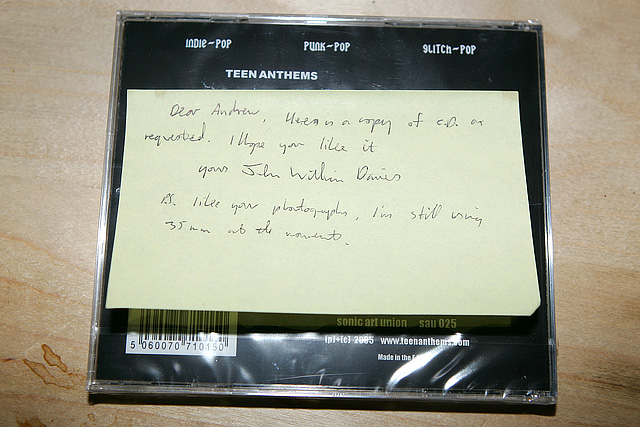 INDIE-POP PUNK-POP GLITCH-POP
TEEN ANTHEMS
Dear Andrew, Here is a copy of C.D. as
requested. I hope you like it
yours John William Davies
P.S. like your photographs, I'm still using
35mm at the moment.
sonic art union sau 025
5 060070 710150
(p)+(c) 2005 www.teenanthems.com
Made in the